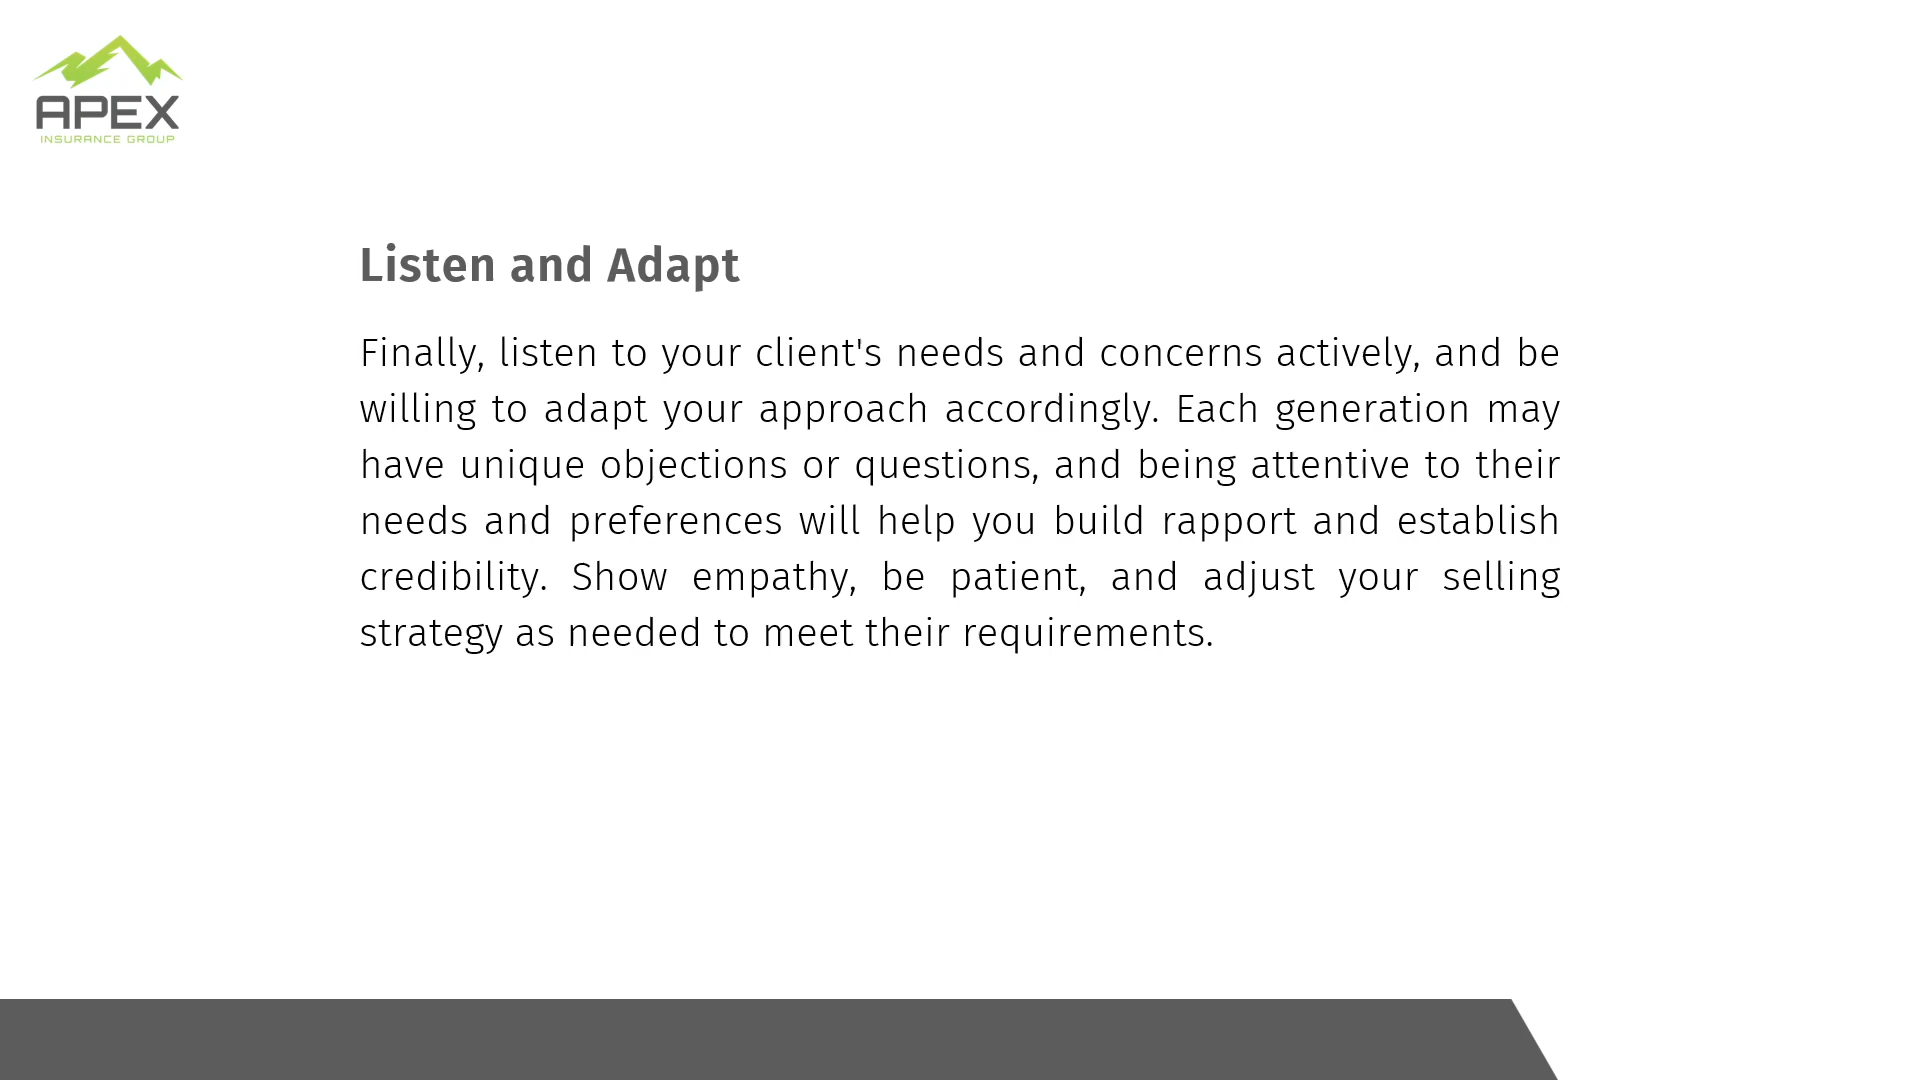 APEX
INSURANCE GROUP
Listen and Adapt
Finally, listen to your client's needs and concerns actively, and be
willing to adapt your approach accordingly. Each generation may
have unique objections or questions, and being attentive to their
needs and preferences will help you build rapport and establish
credibility. Show empathy, be patient, and adjust your selling
strategy as needed to meet their requirements.